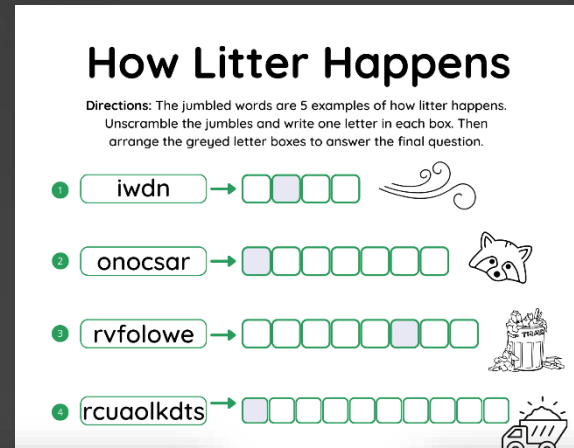 How Litter Happens
Directions: The jumbled words are 5 examples of how litter happens.
Unscramble the jumbles and write one letter in each box. Then
arrange the greyed letter boxes to answer the final question.
1 iwdn
2 onocsar
3 rvfolowe
TRASH
4 rcuaolkdts